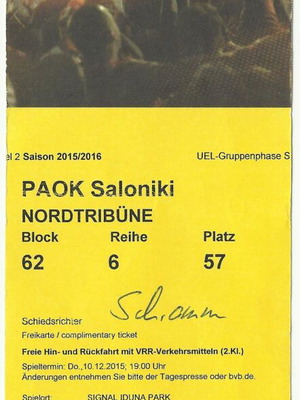 el 2 Saison 2015/2016 UEL-Gruppenphase S
PAOK Saloniki
NORDTRIBÜNE
Block Reihe Platz
62 6 57
Schramm
Schiedsrichter
Freikarte / complimentary ticket
Freie Hin- und Rückfahrt mit VRR-Verkehrsmitteln (2.Kl.)
Spieltermin: Do.,10.12.2015; 19:00 Uhr
Änderungen entnehmen Sie bitte der Tagespresse oder bvb.de.
Spielort: SIGNAL IDUNA PARK